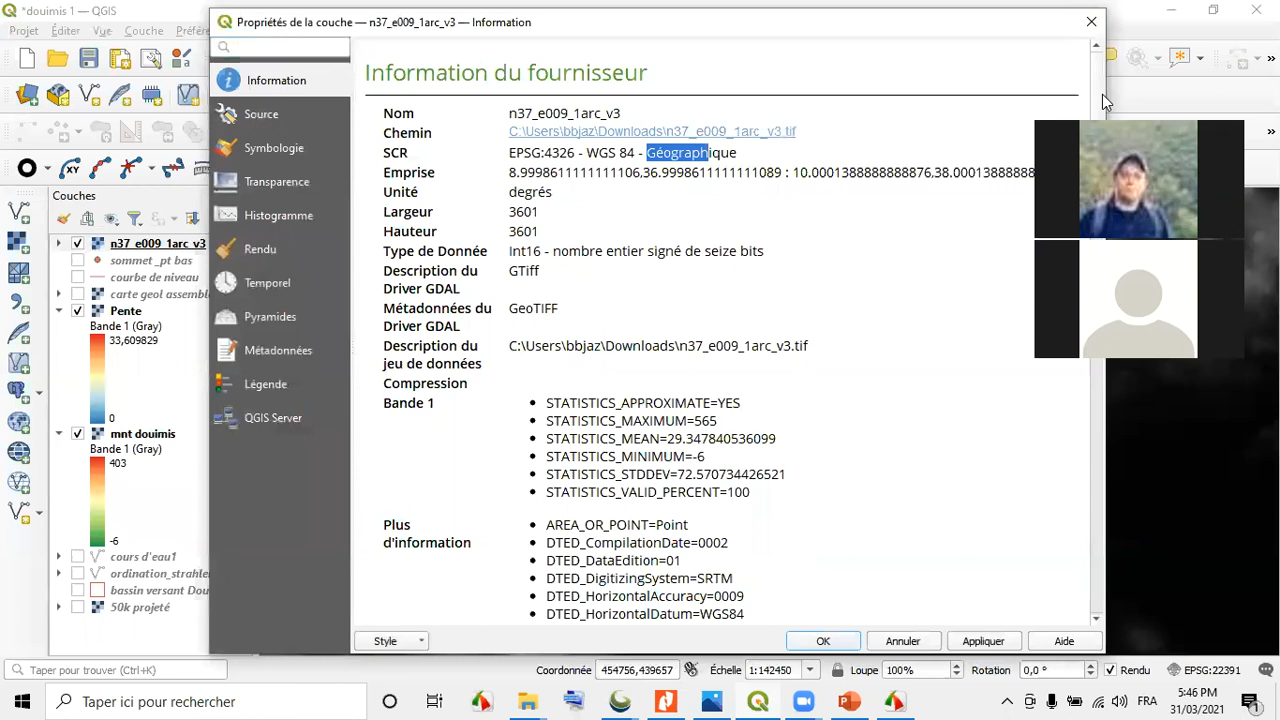 *douimis 1 — QGIS
Propriétés de la couche — n37_e009_1arc_v3 — Information
Projet Éditer Vue Couche Préfére
Information
Source
Symbologie
Transparence
Histogramme
Rendu
Temporel
Pyramides
Métadonnées
Légende
QGIS Server
Couches
n37_e009_1arc_v3
sommet _pt bas
courbe de niveau
carte geol assemble
Pente
Bande 1 (Gray)
33,609829
0
mnt douimis
Bande 1 (Gray)
403
-6
cours d'eau1
ordination_strahle
bassin versant Dou
50k projeté
Information du fournisseur
Nom n37_e009_1arc_v3
Chemin C:\Users\bbjaz\Downloads\n37_e009_1arc_v3.tif
SCR EPSG:4326 - WGS 84 - Géographique
Emprise 8.9998611111111106,36.9998611111111089 : 10.0001388888888876,38.00013888888
Unité degrés
Largeur 3601
Hauteur 3601
Type de Donnée Int16 - nombre entier signé de seize bits
Description du Driver GDAL GTiff
Métadonnées du Driver GDAL GeoTIFF
Description du jeu de données C:\Users\bbjaz\Downloads\n37_e009_1arc_v3.tif
Compression
Bande 1
• STATISTICS_APPROXIMATE=YES
• STATISTICS_MAXIMUM=565
• STATISTICS_MEAN=29.347840536099
• STATISTICS_MINIMUM=-6
• STATISTICS_STDDEV=72.570734426521
• STATISTICS_VALID_PERCENT=100
Plus d'information
• AREA_OR_POINT=Point
• DTED_CompilationDate=0002
• DTED_DataEdition=01
• DTED_DigitizingSystem=SRTM
• DTED_HorizontalAccuracy=0009
• DTED_HorizontalDatum=WGS84
Style OK Annuler Appliquer Aide
Taper pour trouver (Ctrl+K) Coordonnée 454756,439657 Échelle 1:142450 Loupe 100% Rotation 0,0 ° Rendu EPSG:22391
Taper ici pour rechercher
FRA
5:46 PM
31/03/2021